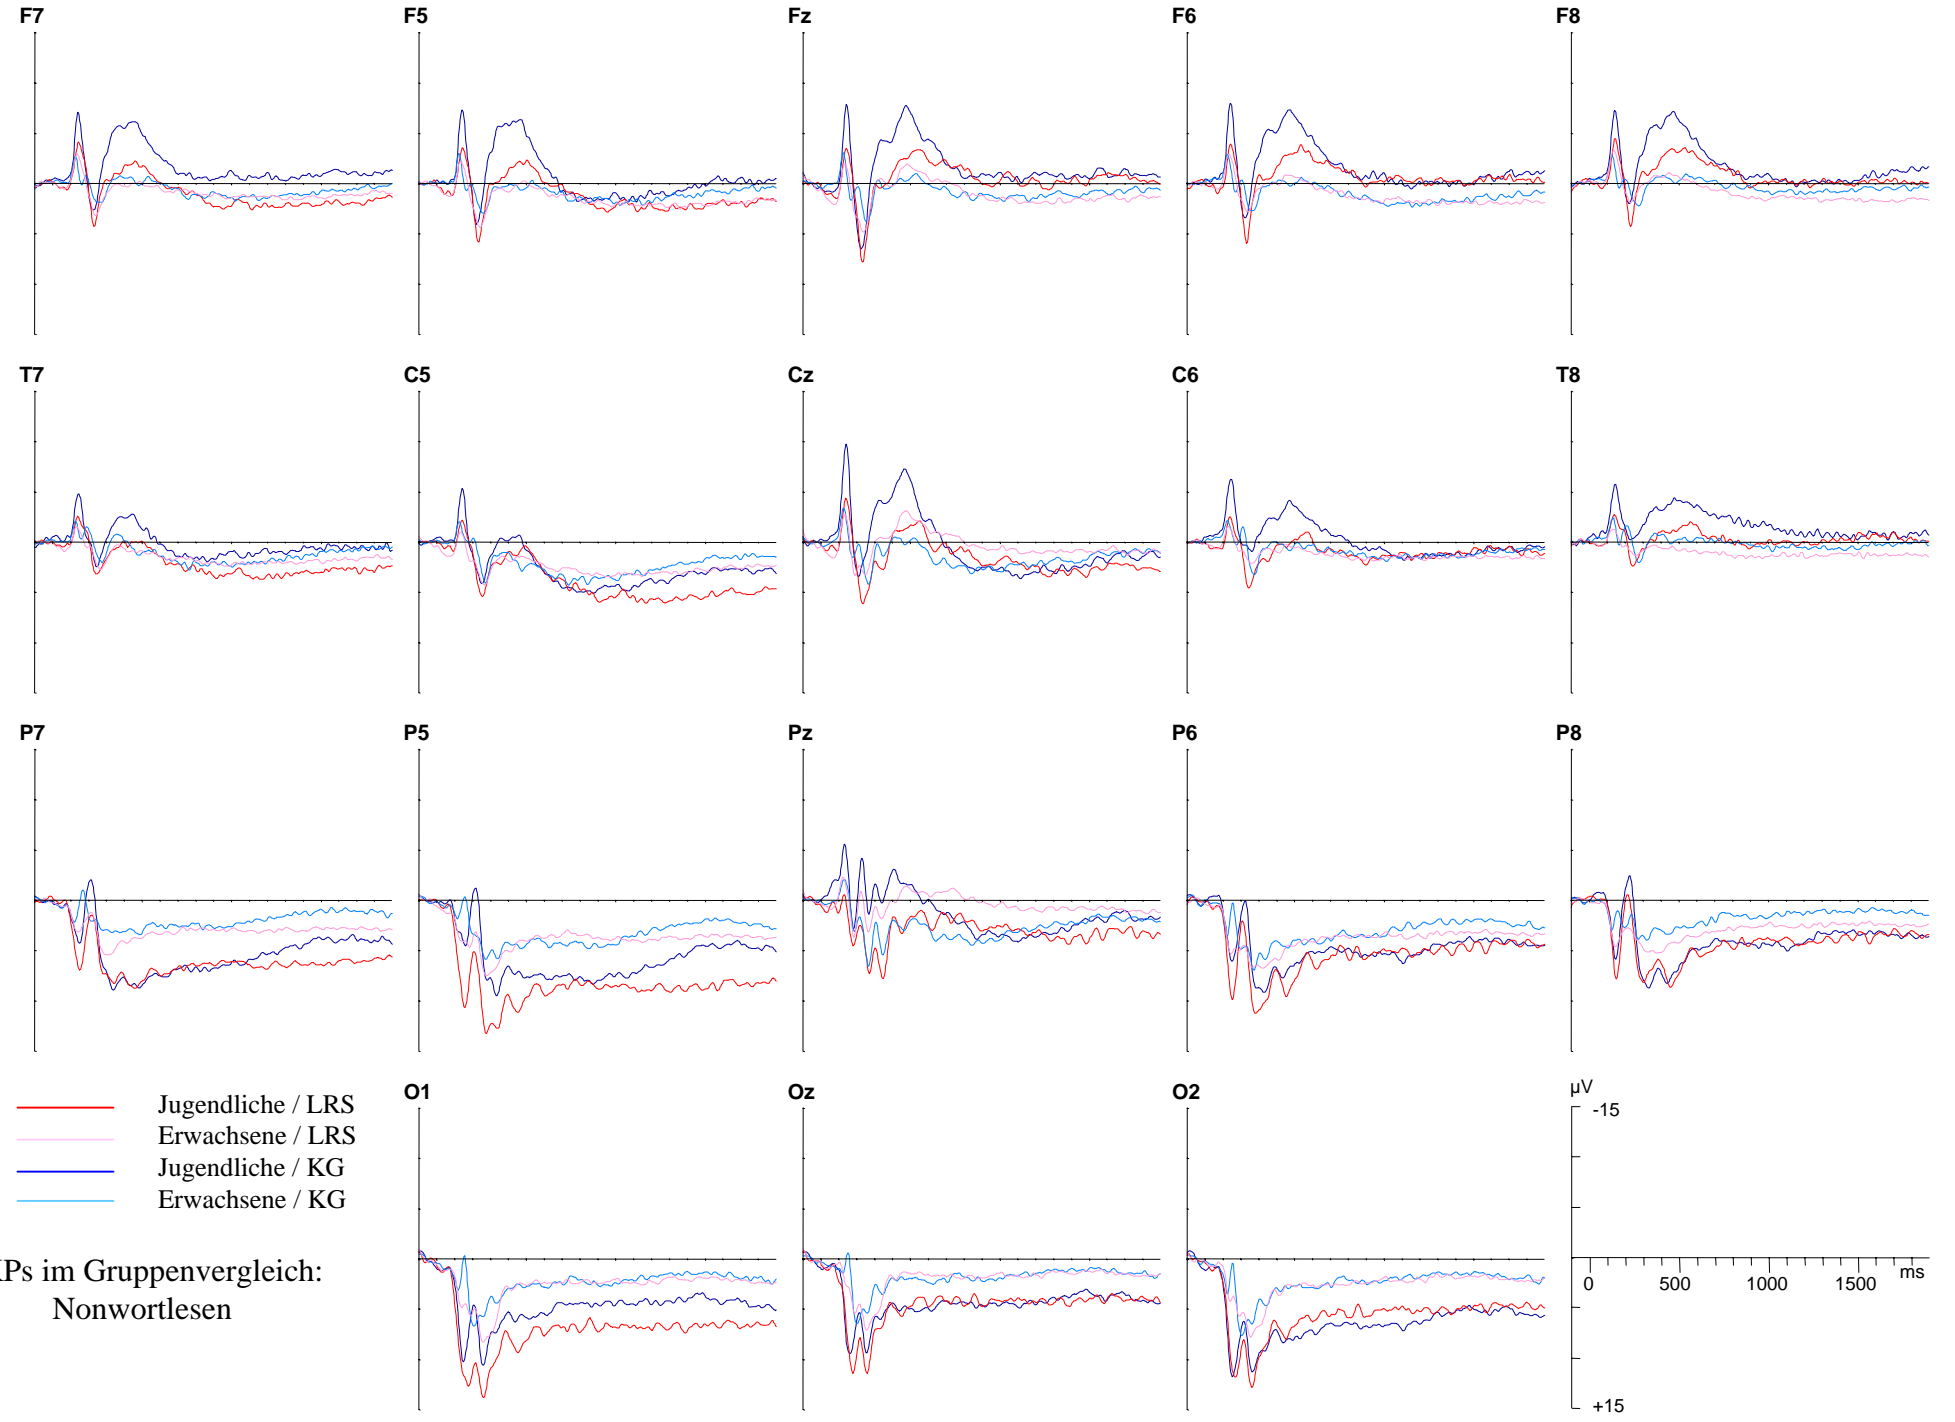 F7 F5 Fz F6 F8
T7 C5 Cz C6 T8
P7 P5 Pz P6 P8
O1 Oz O2 µV
-15
Jugendliche / LRS
Erwachsene / LRS
Jugendliche / KG
Erwachsene / KG
0 500 1000 1500 ms
Ps im Gruppenvergleich:
Nonwortlesen
+15